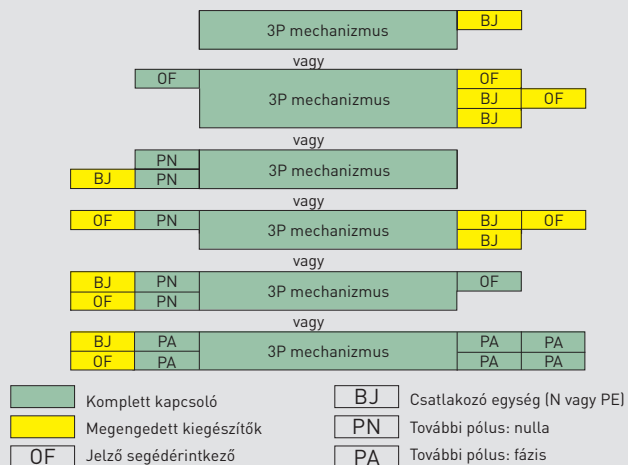 3P mechanizmus BJ
vagy
OF 3P mechanizmus OF
BJ OF
BJ
vagy
PN 3P mechanizmus
BJ PN
vagy
OF PN 3P mechanizmus BJ OF
BJ
vagy
BJ PN 3P mechanizmus OF
OF PN
vagy
BJ PA 3P mechanizmus PA PA
OF PA PA PA
Komplett kapcsoló
Megengedett kiegészítők
OF Jelző segédérintkező
BJ Csatlakozó egység (N vagy PE)
PN További pólus: nulla
PA További pólus: fázis